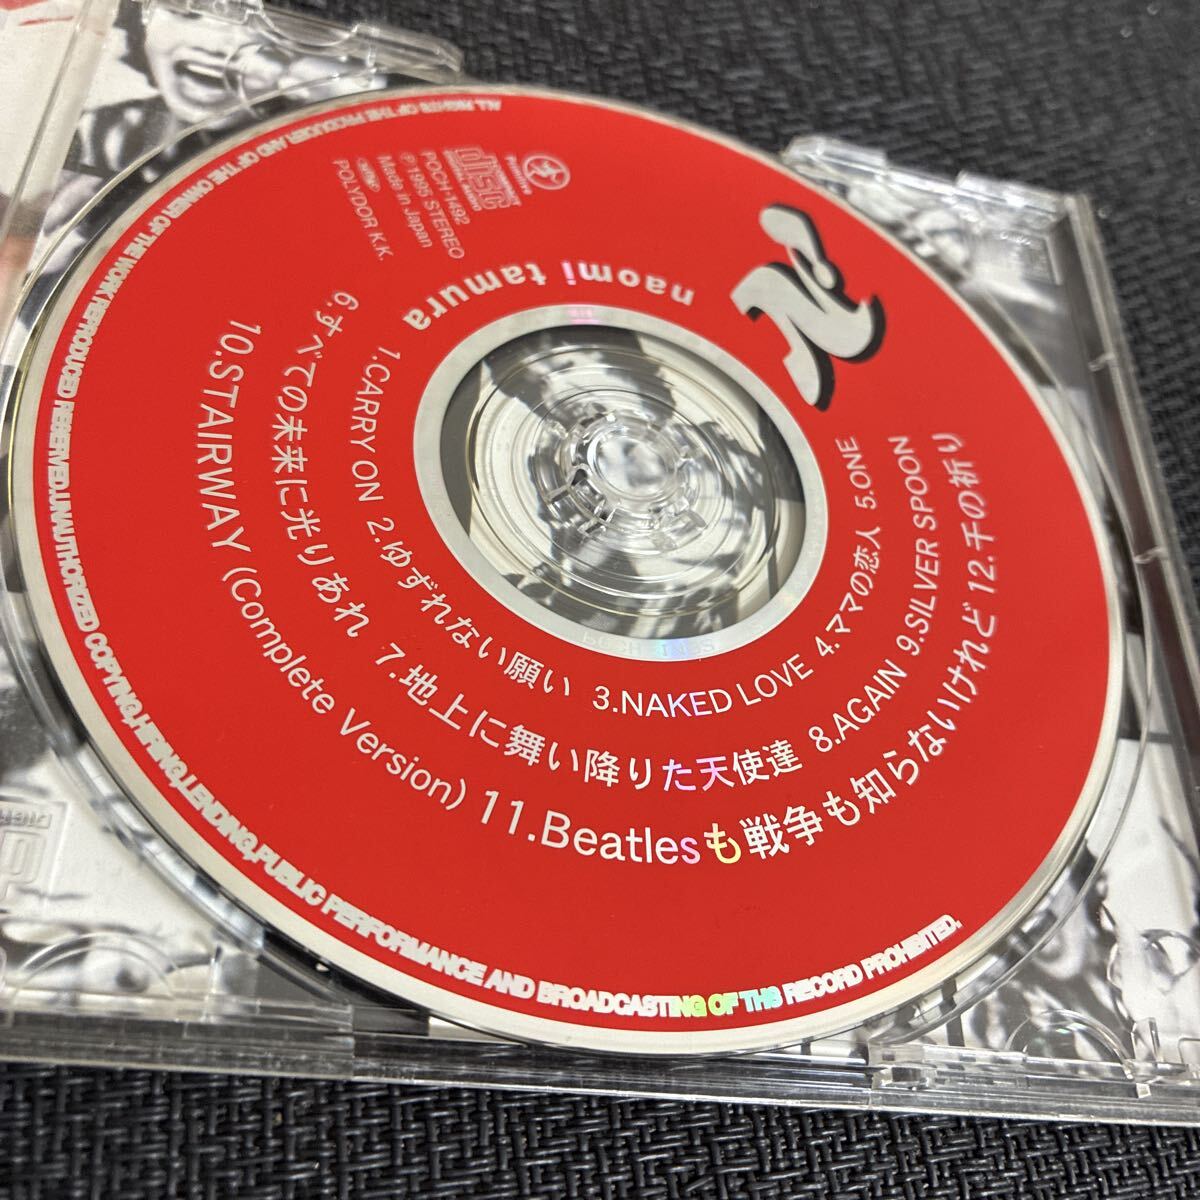 N'
naomi tamura
Positive
COMPACT
disc
DIGITAL AUDIO
POCH 1492
℗1995 STEREO
Made in Japan
POLYDOR K.K.
1.CARRY ON 2.ゆずれない願い 3.NAKED LOVE 4.ママの恋人 5.ONE
6.すべての未来に光りあれ 7.地上に舞い降りた天使達 8.AGAIN 9.SILVER SPOON
10.STAIRWAY (Complete Version) 11.Beatlesも戦争も知らないけれど 12.千の祈り
ALL RIGHTS OF THE PRODUCER AND OF THE OWNER OF THE WORK REPRODUCED RESERVED.UNAUTHORIZED COPYING,HIRING,LENDING,PUBLIC PERFORMANCE AND BROADCASTING OF THIS RECORD PROHIBITED.